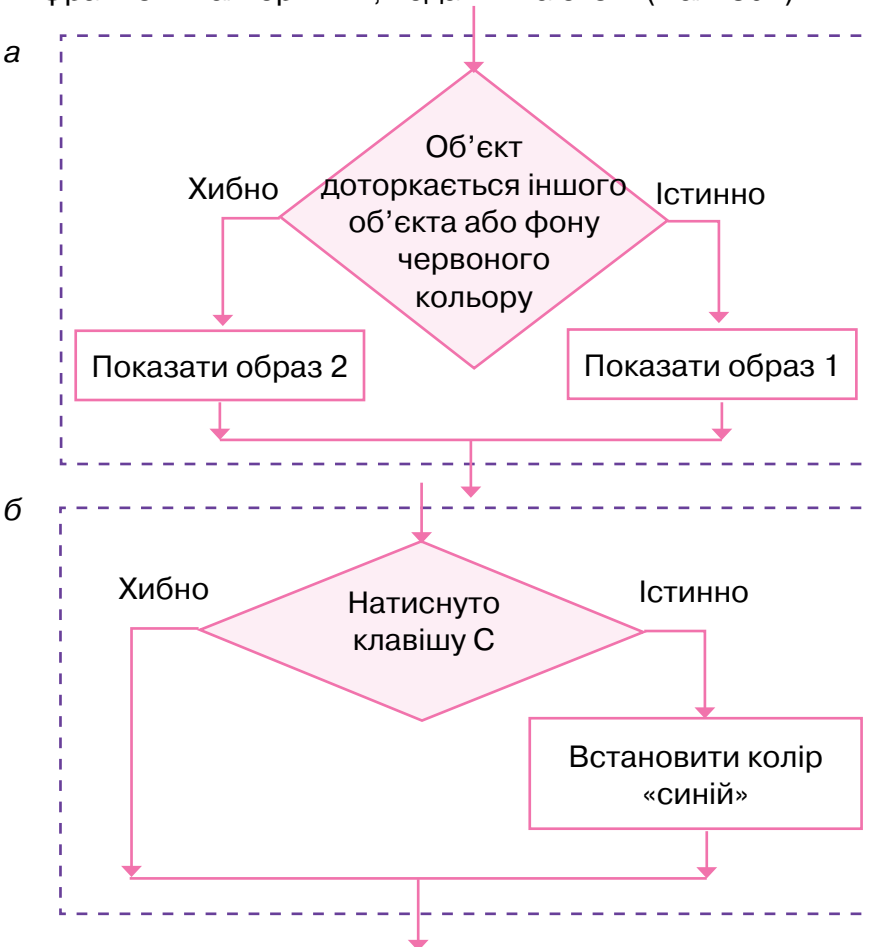 а
Об’єкт
Хибно
доторкається іншого
Істинно
об’єкта або фону
червоного
кольору
Показати образ 2
Показати образ 1
б
Хибно
Істинно
Натиснуто
клавішу С
Встановити колір
«синій»